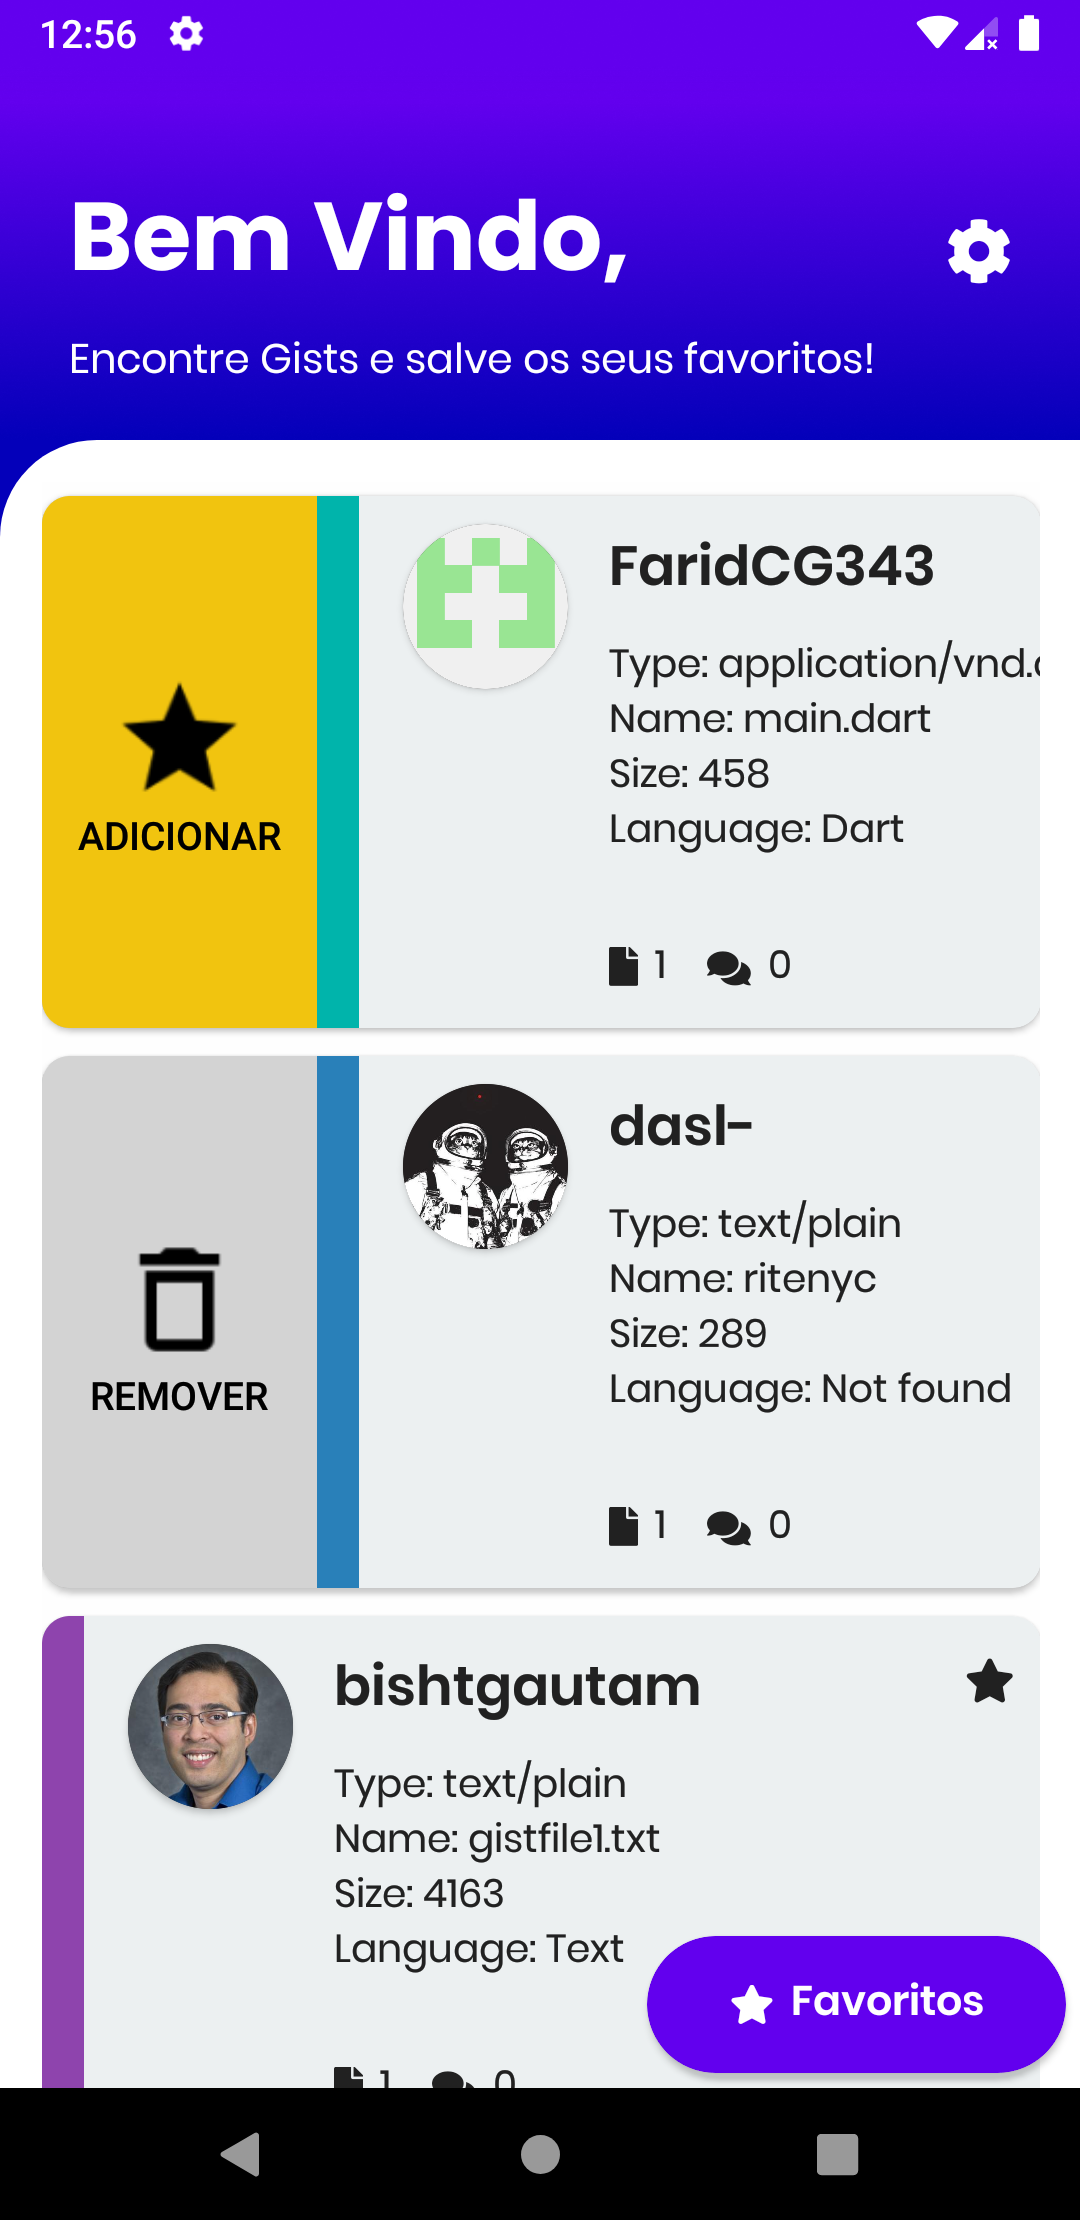 12:56
Bem Vindo,
Encontre Gists e salve os seus favoritos!
ADICIONAR
FaridCG343
Type: application/vnd.
Name: main.dart
Size: 458
Language: Dart
1 0
REMOVER
dasl-
Type: text/plain
Name: ritenyc
Size: 289
Language: Not found
1 0
bishtgautam
Type: text/plain
Name: gistfile1.txt
Size: 4163
Language: Text
1 0
Favoritos